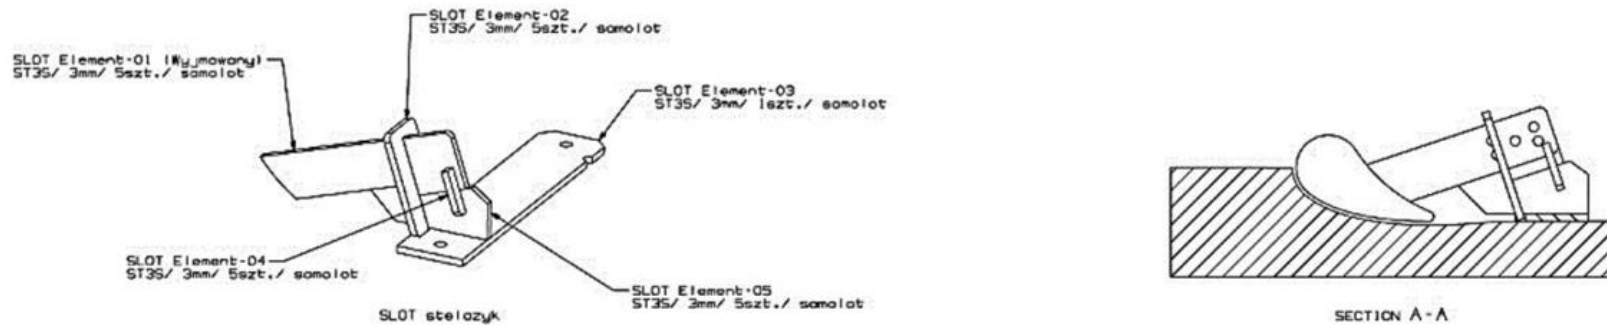 SLOT Element-02
ST3S/ 3mm/ 5szt./ samolot
SLOT Element-01 (Wyjmowany)
ST3S/ 3mm/ 5szt./ samolot
SLOT Element-03
ST3S/ 3mm/ 1szt./ samolot
SLOT Element-04
ST3S/ 3mm/ 5szt./ samolot
SLOT Element-05
ST3S/ 3mm/ 5szt./ samolot
SLOT stelazyk
SECTION A-A